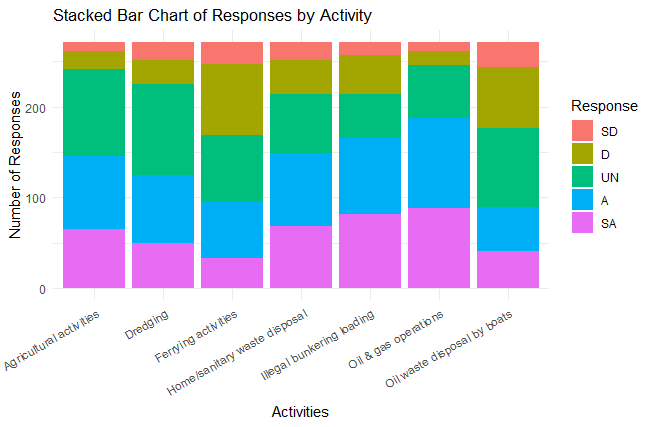 Stacked Bar Chart of Responses by Activity
Number of Responses
200
100
0
Agricultural activities
Dredging
Ferrying activities
Home/sanitary waste disposal
Illegal bunkering loading
Oil & gas operations
Oil waste disposal by boats
Activities
Response
SD
D
UN
A
SA